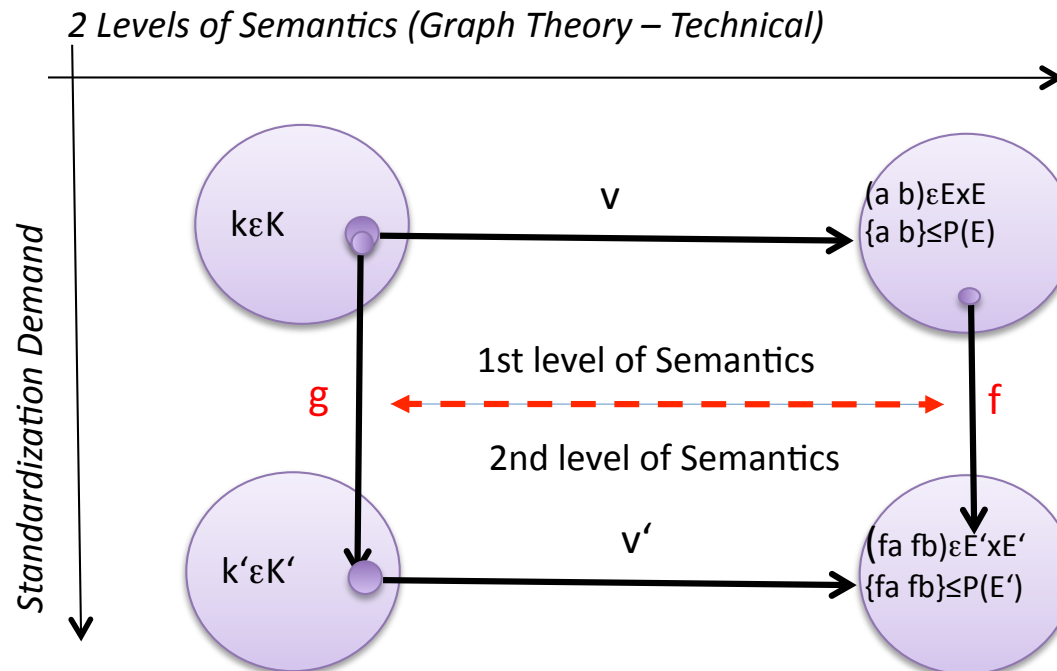 2 Levels of Semantics (Graph Theory – Technical)
Standardization Demand
kεK
v
(a b)εExE
{a b}≤P(E)
1st level of Semantics
g
f
2nd level of Semantics
k‘εK‘
v‘
(fa fb)εE‘xE‘
{fa fb}≤P(E‘)